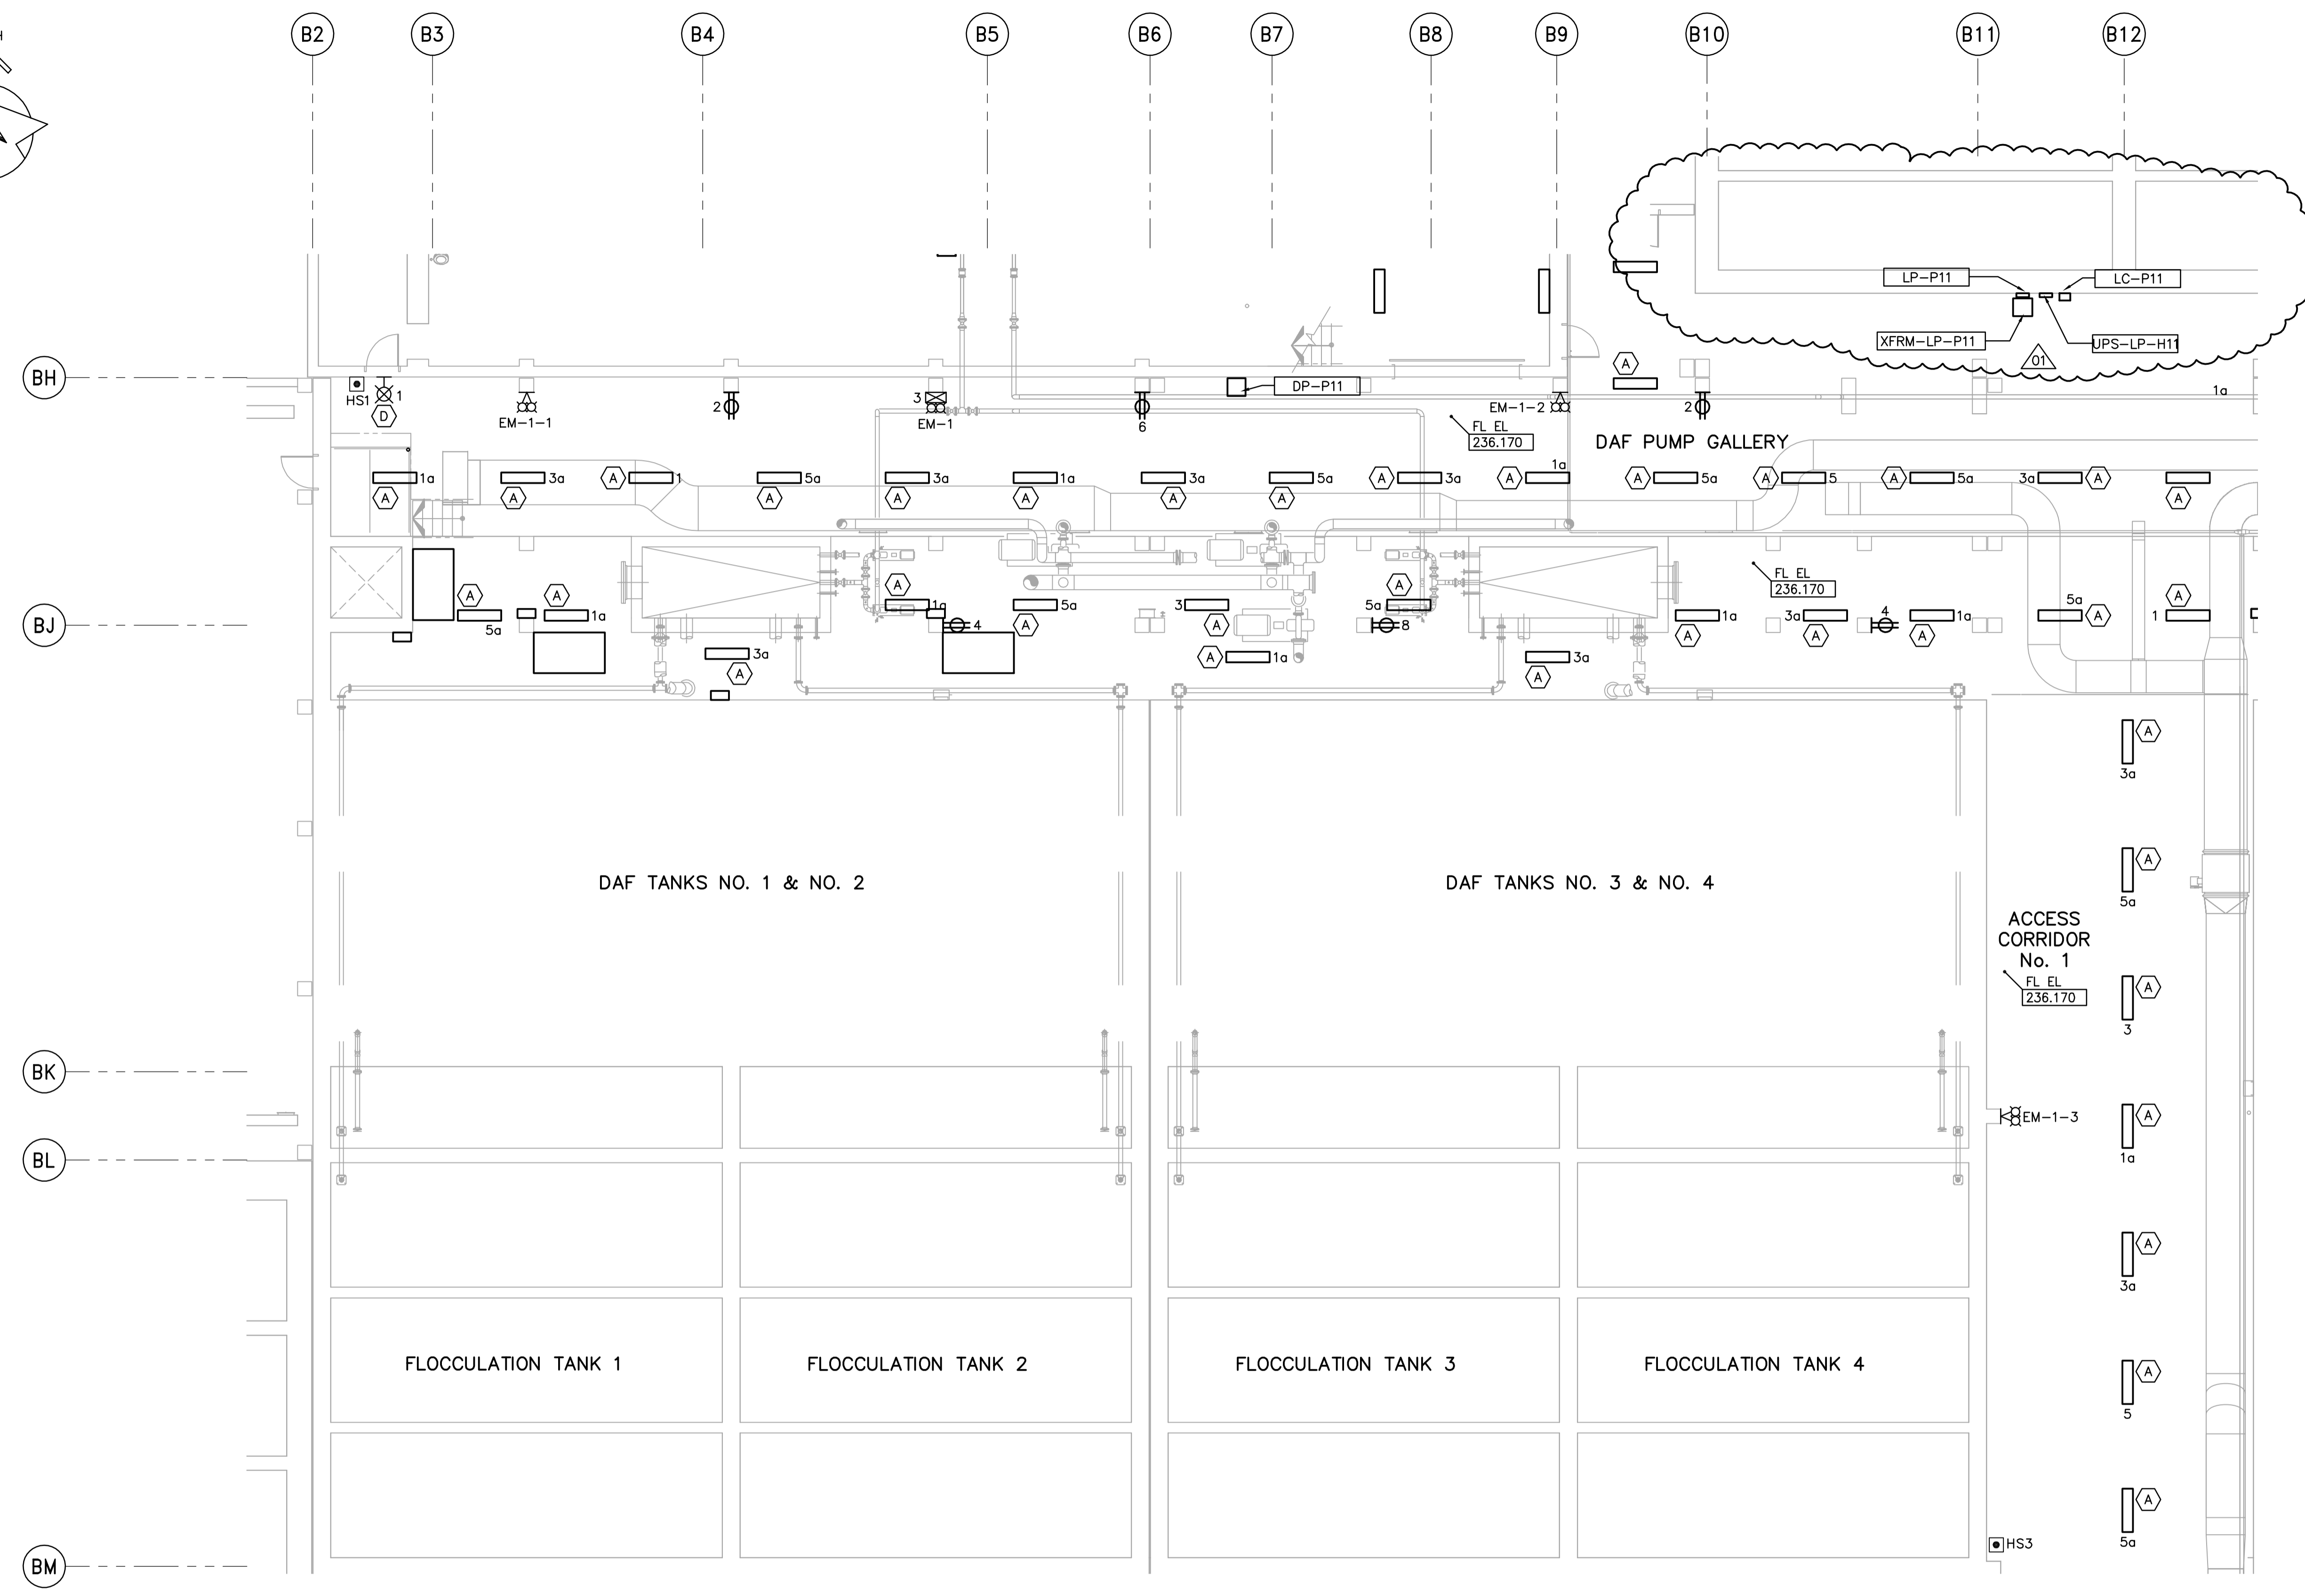 B2
B3
B4
B5
B6
B7
B8
B9
B10
B11
B12
LP-P11
LC-P11
XFRM-LP-P11
UPS-LP-H11
01
BH
HS1
1
D
EM-1-1
2
3
EM-1
6
DP-P11
EM-1-2
FL EL
236.170
A
2
1a
DAF PUMP GALLERY
1a
A
3a
A
A
1
5a
A
3a
A
1a
A
3a
A
5a
A
A
3a
A
1a
A
5a
A
5
A
5a
3a
A
A
FL EL
236.170
BJ
A
5a
A
1a
A
1a
4
5a
A
3
A
A
5a
8
1a
A
3a
A
4
1a
A
5a
A
A
1
3a
A
A
1a
3a
A
A
3a
DAF TANKS NO. 1 & NO. 2
DAF TANKS NO. 3 & NO. 4
A
5a
ACCESS
CORRIDOR
No. 1
FL EL
236.170
A
3
BK
EM-1-3
A
1a
BL
A
3a
FLOCCULATION TANK 1
FLOCCULATION TANK 2
FLOCCULATION TANK 3
FLOCCULATION TANK 4
A
5
A
5a
HS3
BM